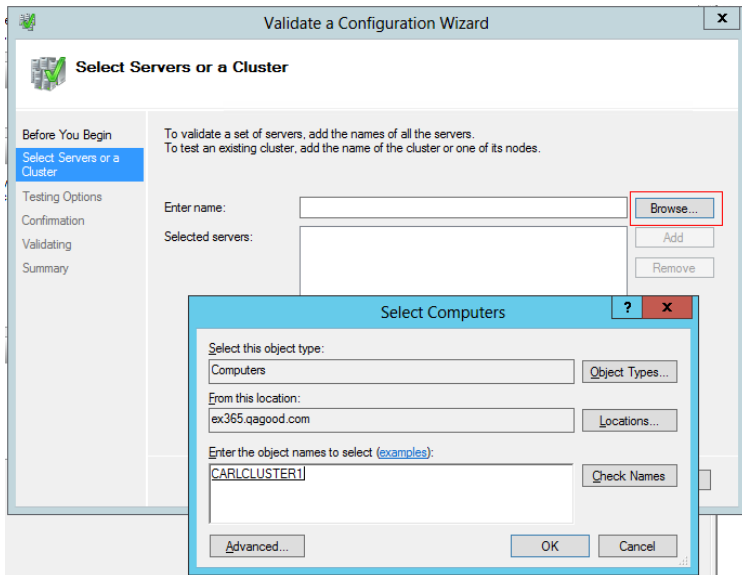 Validate a Configuration Wizard
x
Select Servers or a Cluster
Before You Begin
Select Servers or a
Cluster
Testing Options
Confirmation
Validating
Summary
To validate a set of servers, add the names of all the servers.
To test an existing cluster, add the name of the cluster or one of its nodes.
Enter name:
Browse...
Selected servers:
Add
Remove
Select Computers
? x
Select this object type:
Computers
Object Types...
From this location:
ex365.qagood.com
Locations...
Enter the object names to select (examples):
CARLCLUSTER1
Check Names
Advanced...
OK
Cancel